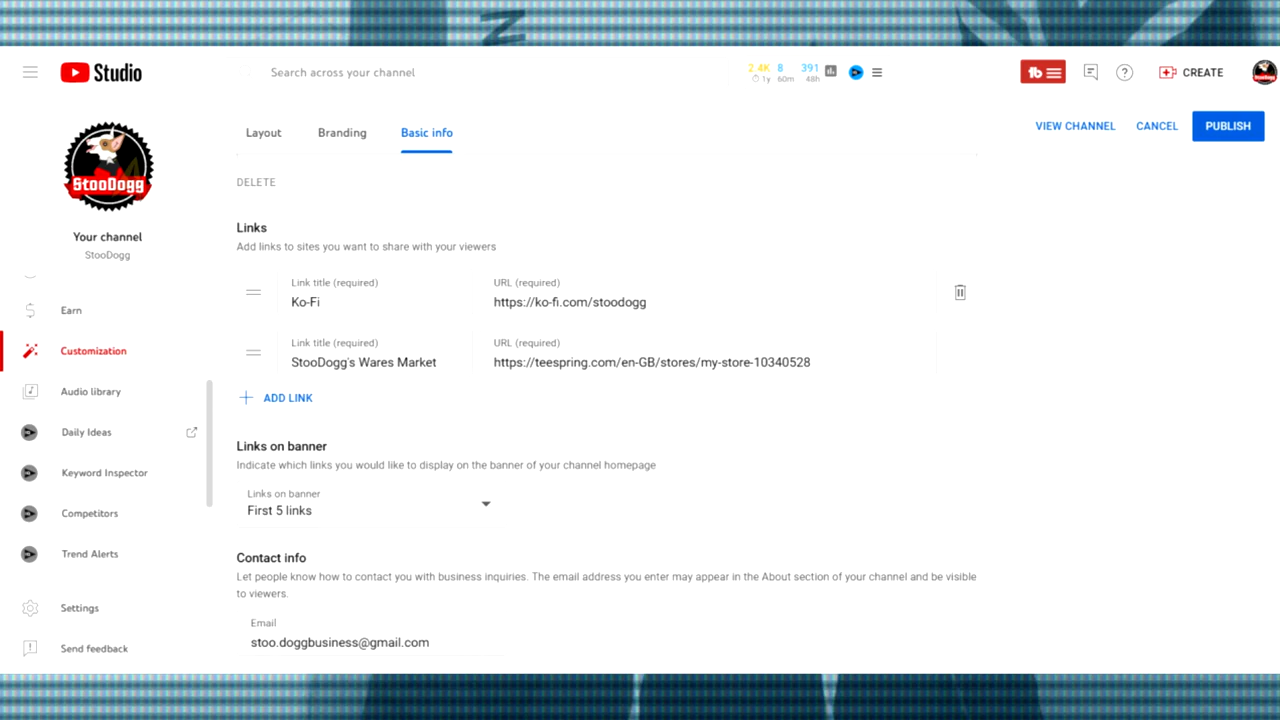 Z
Studio
Search across your channel
2.4K 8 391
1y 60m 48h
CREATE
StooDogg
Your channel
StooDogg
Earn
Customization
Audio library
Daily Ideas
Keyword Inspector
Competitors
Trend Alerts
Settings
Send feedback
Layout Branding Basic info
VIEW CHANNEL CANCEL PUBLISH
DELETE
Links
Add links to sites you want to share with your viewers
Link title (required) URL (required)
Ko-Fi https://ko-fi.com/stoodogg
Link title (required) URL (required)
StooDogg's Wares Market https://teespring.com/en-GB/stores/my-store-10340528
ADD LINK
Links on banner
Indicate which links you would like to display on the banner of your channel homepage
Links on banner
First 5 links
Contact info
Let people know how to contact you with business inquiries. The email address you enter may appear in the About section of your channel and be visible
to viewers.
Email
stoo.doggbusiness@gmail.com